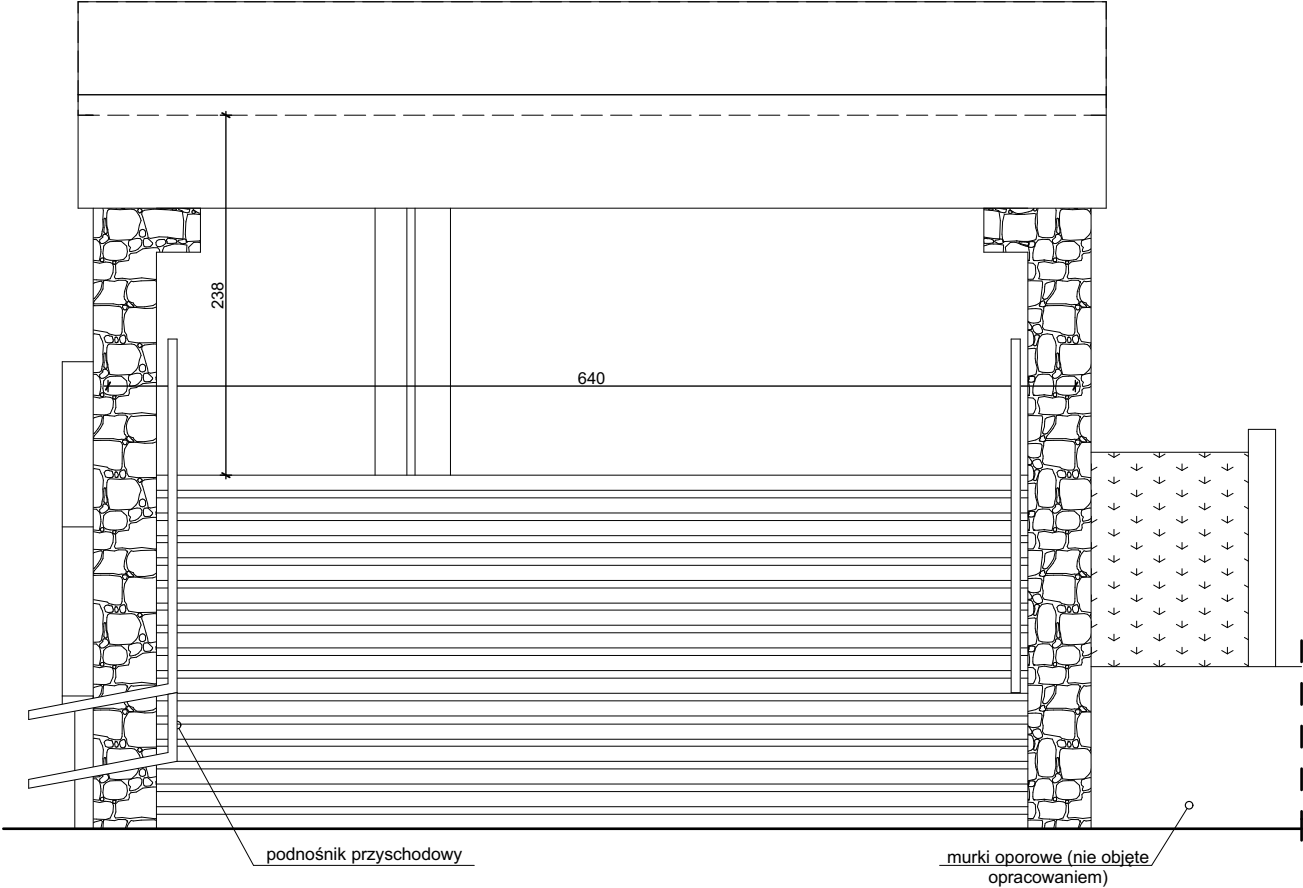 238
640
podnośnik przyschodowy
murki oporowe (nie objęte
opracowaniem)